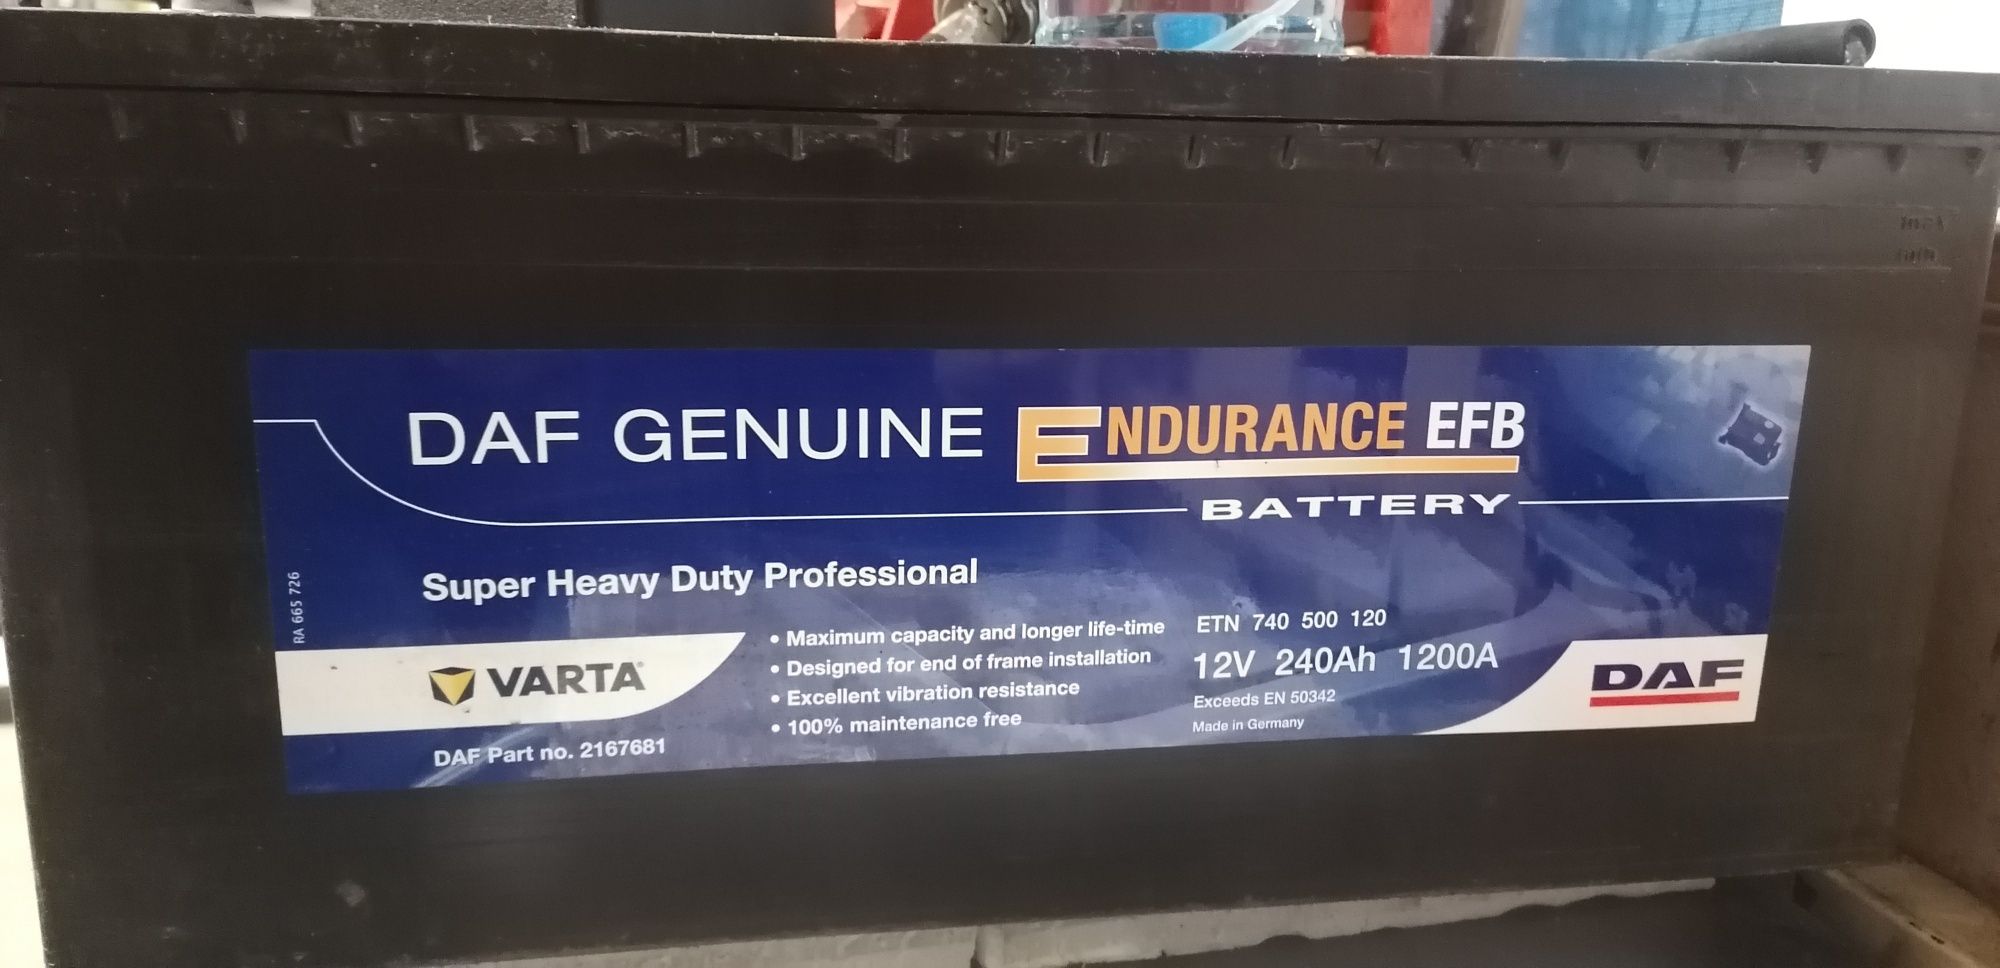 DAF GENUINE ENDURANCE EFB
BATTERY
Super Heavy Duty Professional
RA 665 726
VARTA
DAF Part no. 2167681
• Maximum capacity and longer life-time
• Designed for end of frame installation
• Excellent vibration resistance
• 100% maintenance free
ETN 740 500 120
12V 240Ah 1200A
Exceeds EN 50342
Made in Germany
DAF